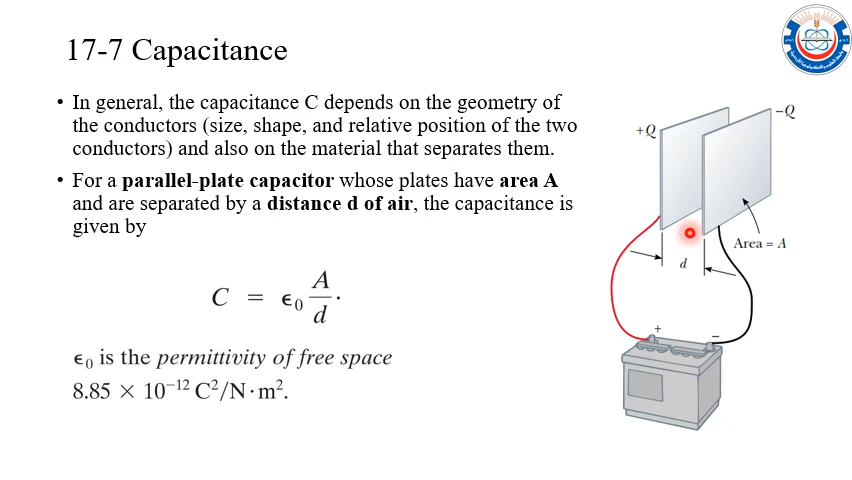 17-7 Capacitance
• In general, the capacitance C depends on the geometry of
the conductors (size, shape, and relative position of the two
conductors) and also on the material that separates them.
• For a parallel-plate capacitor whose plates have area A
and are separated by a distance d of air, the capacitance is
given by
C = ϵ₀ A/d.
ϵ₀ is the permittivity of free space
8.85 × 10⁻¹² C²/N·m².
+Q
−Q
Area = A
d
+
−